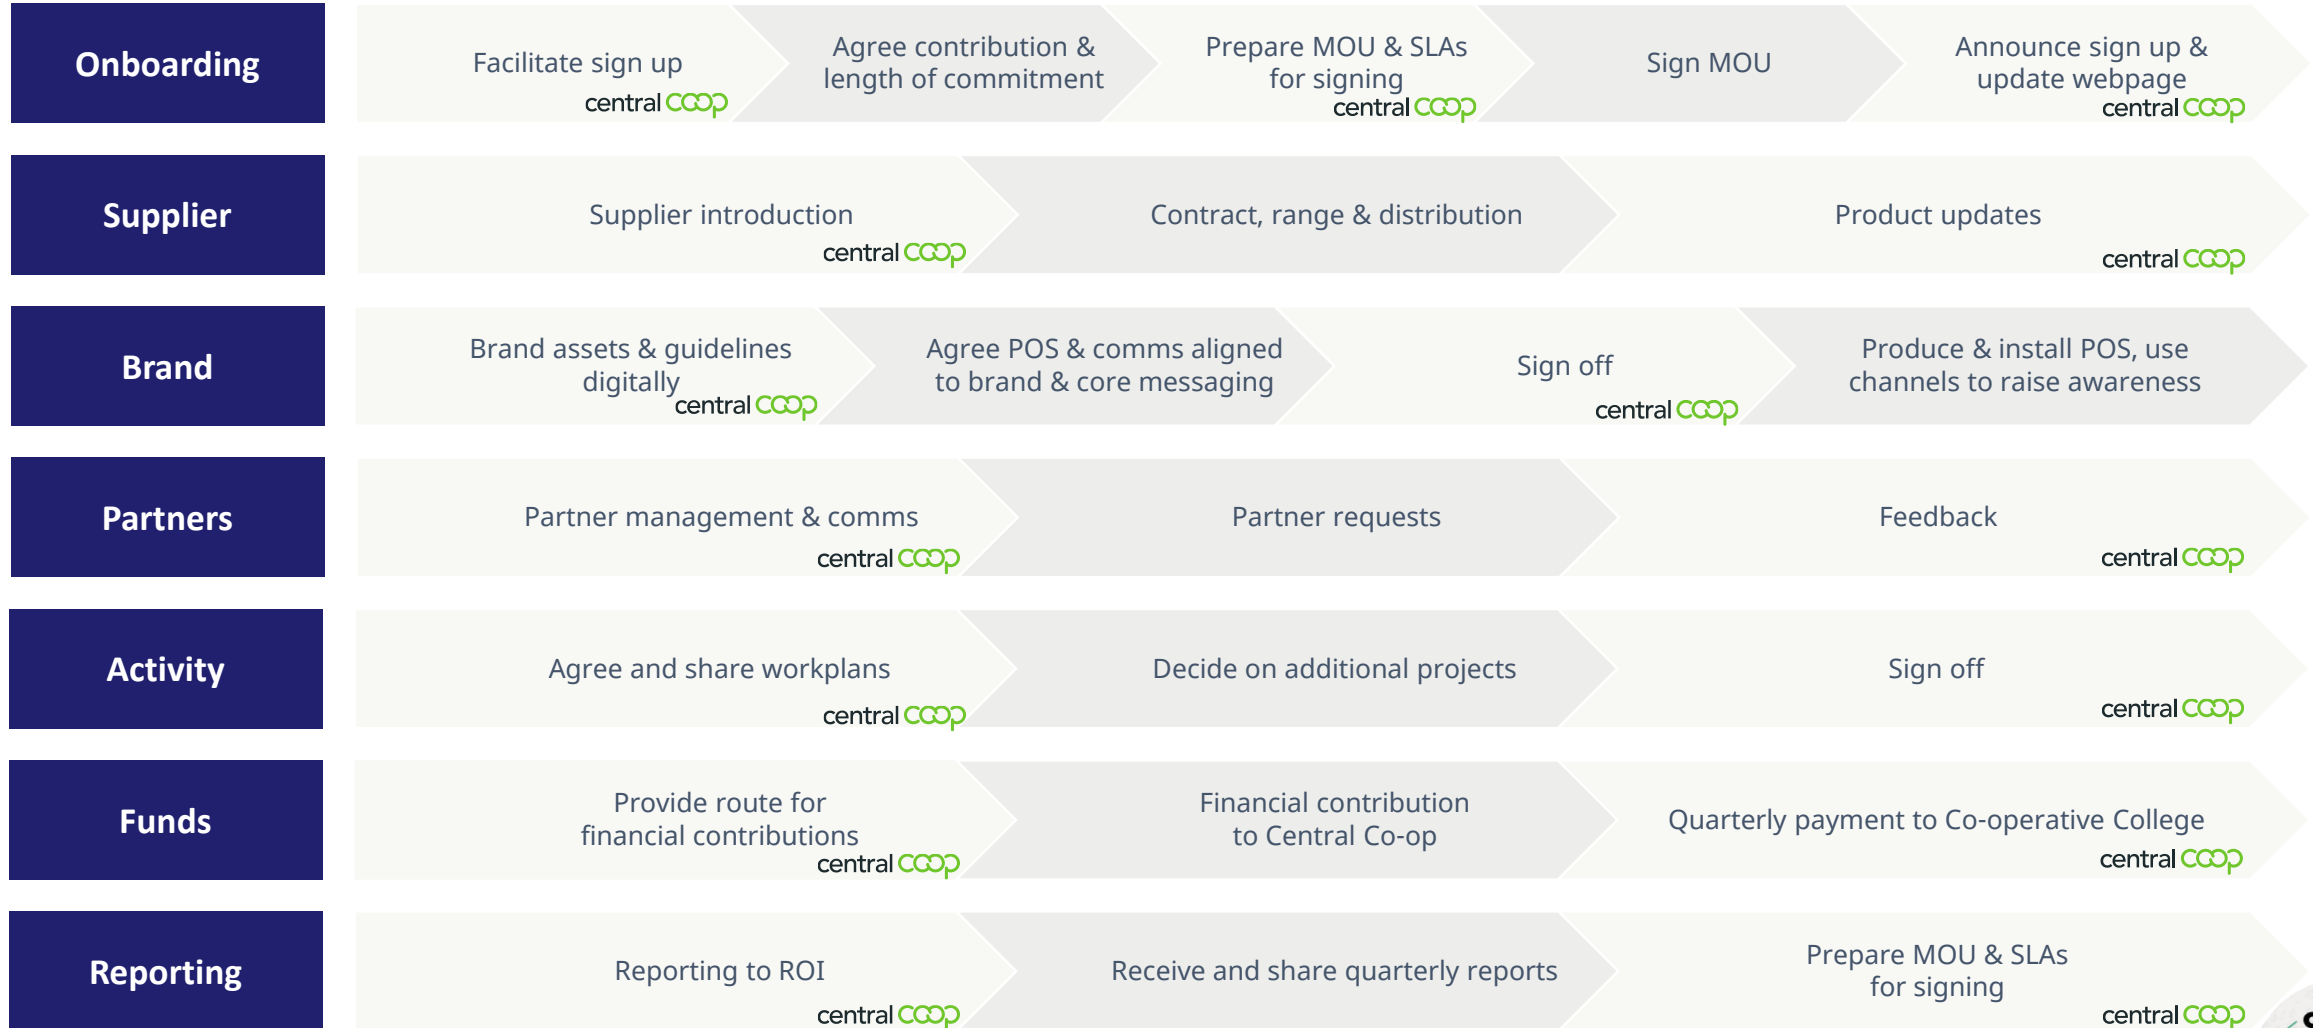 Onboarding
Facilitate sign up
central coop
Agree contribution &
length of commitment
Prepare MOU & SLAs
for signing
central coop
Sign MOU
Announce sign up &
update webpage
central coop
Supplier
Supplier introduction
central coop
Contract, range & distribution
Product updates
central coop
Brand
Brand assets & guidelines
digitally
central coop
Agree POS & comms aligned
to brand & core messaging
Sign off
central coop
Produce & install POS, use
channels to raise awareness
Partners
Partner management & comms
central coop
Partner requests
Feedback
central coop
Activity
Agree and share workplans
central coop
Decide on additional projects
Sign off
central coop
Funds
Provide route for
financial contributions
central coop
Financial contribution
to Central Co-op
Quarterly payment to Co-operative College
central coop
Reporting
Reporting to ROI
central coop
Receive and share quarterly reports
Prepare MOU & SLAs
for signing
central coop